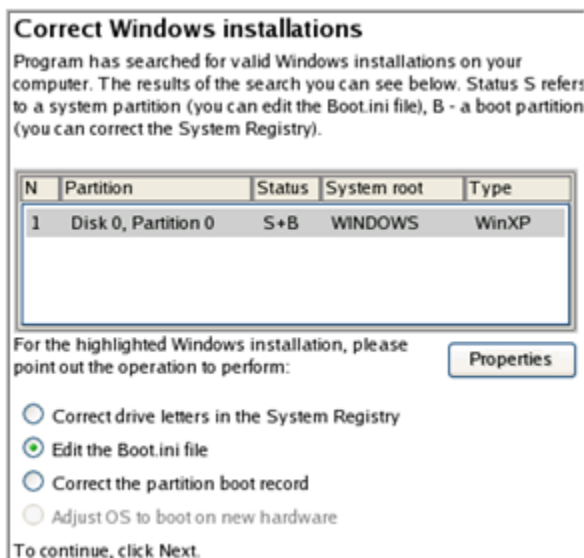 Correct Windows installations
Program has searched for valid Windows installations on your
computer. The results of the search you can see below. Status S refers
to a system partition (you can edit the Boot.ini file), B - a boot partition
(you can correct the System Registry).
N Partition Status System root Type
1 Disk 0, Partition 0 S+B WINDOWS WinXP
For the highlighted Windows installation, please
point out the operation to perform:
Properties
Correct drive letters in the System Registry
Edit the Boot.ini file
Correct the partition boot record
Adjust OS to boot on new hardware
To continue, click Next.